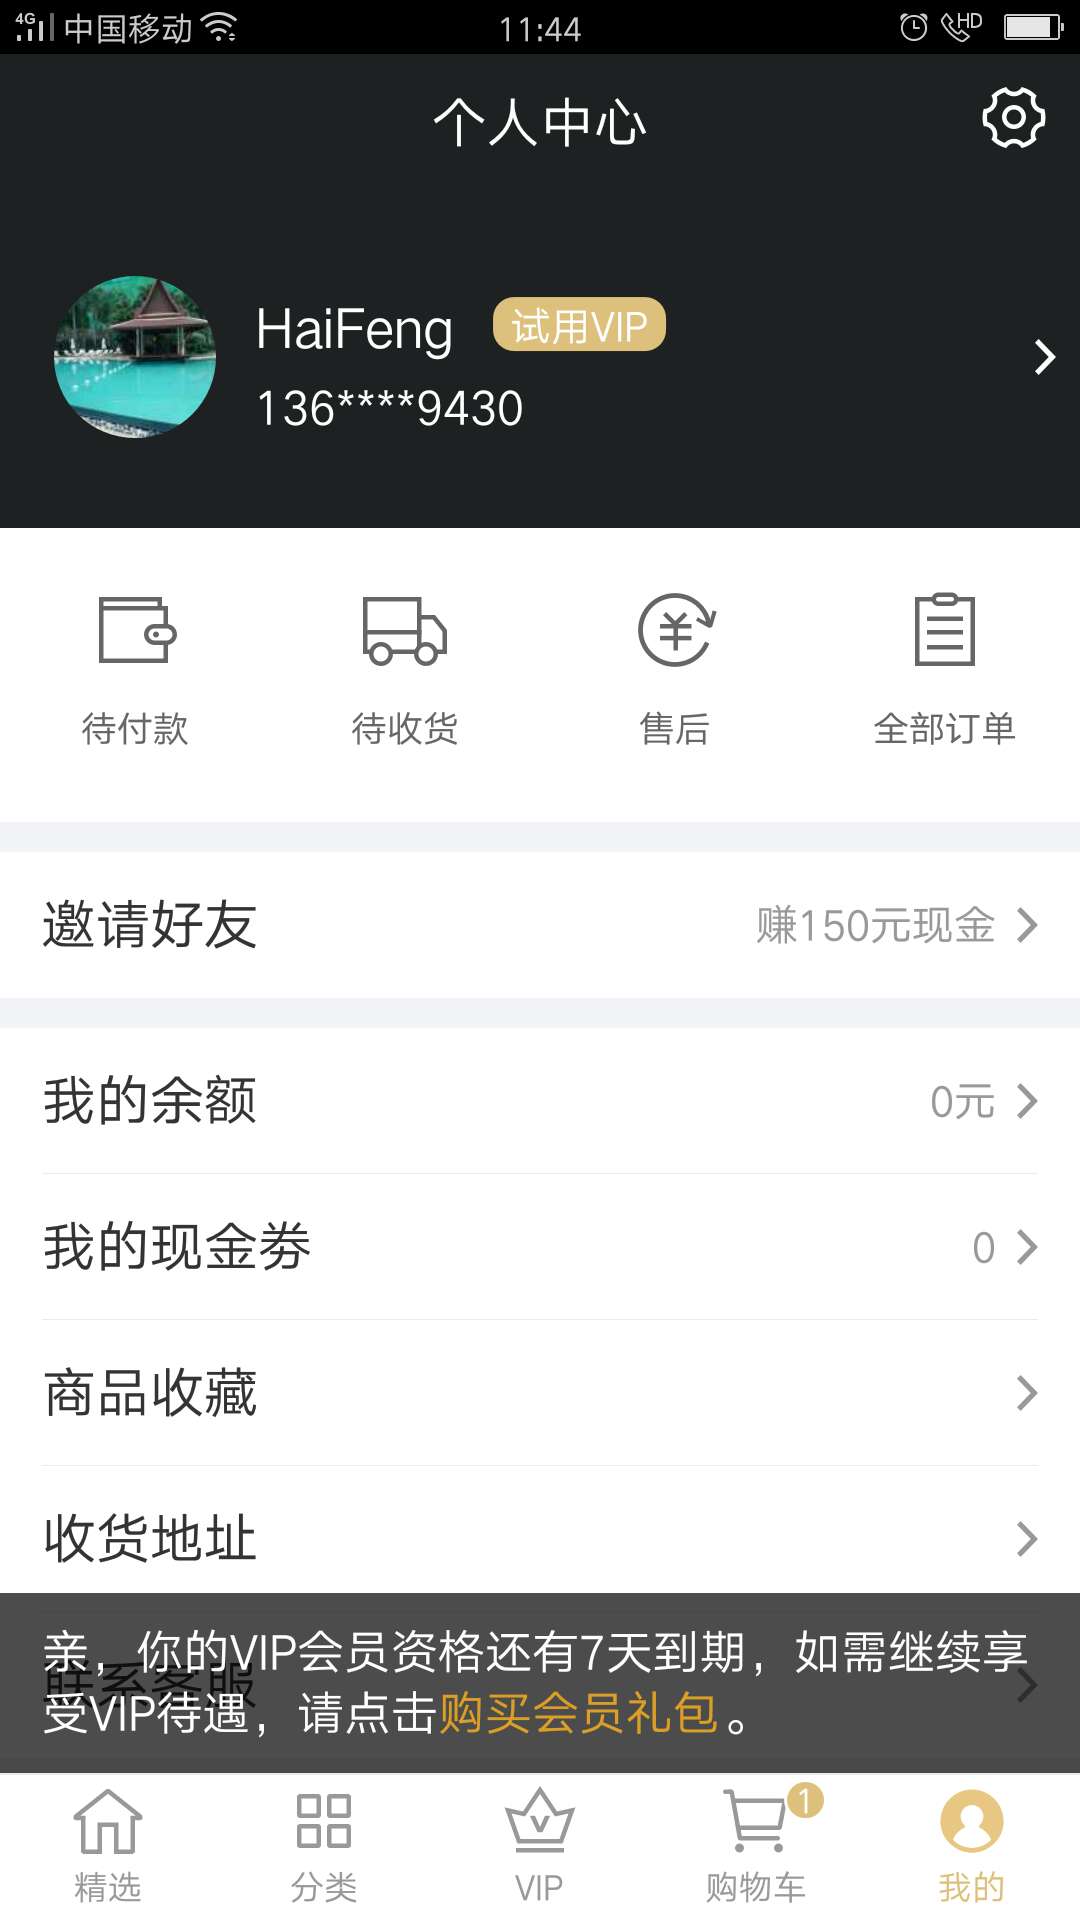 4G 中国移动 11:44 HD
个人中心
HaiFeng 试用VIP
136****9430
待付款 待收货 售后 全部订单
邀请好友 赚150元现金
我的余额 0元
我的现金劵 0
商品收藏
收货地址
联系客服
亲，你的VIP会员资格还有7天到期，如需继续享
受VIP待遇，请点击购买会员礼包。
1
精选 分类 VIP 购物车 我的